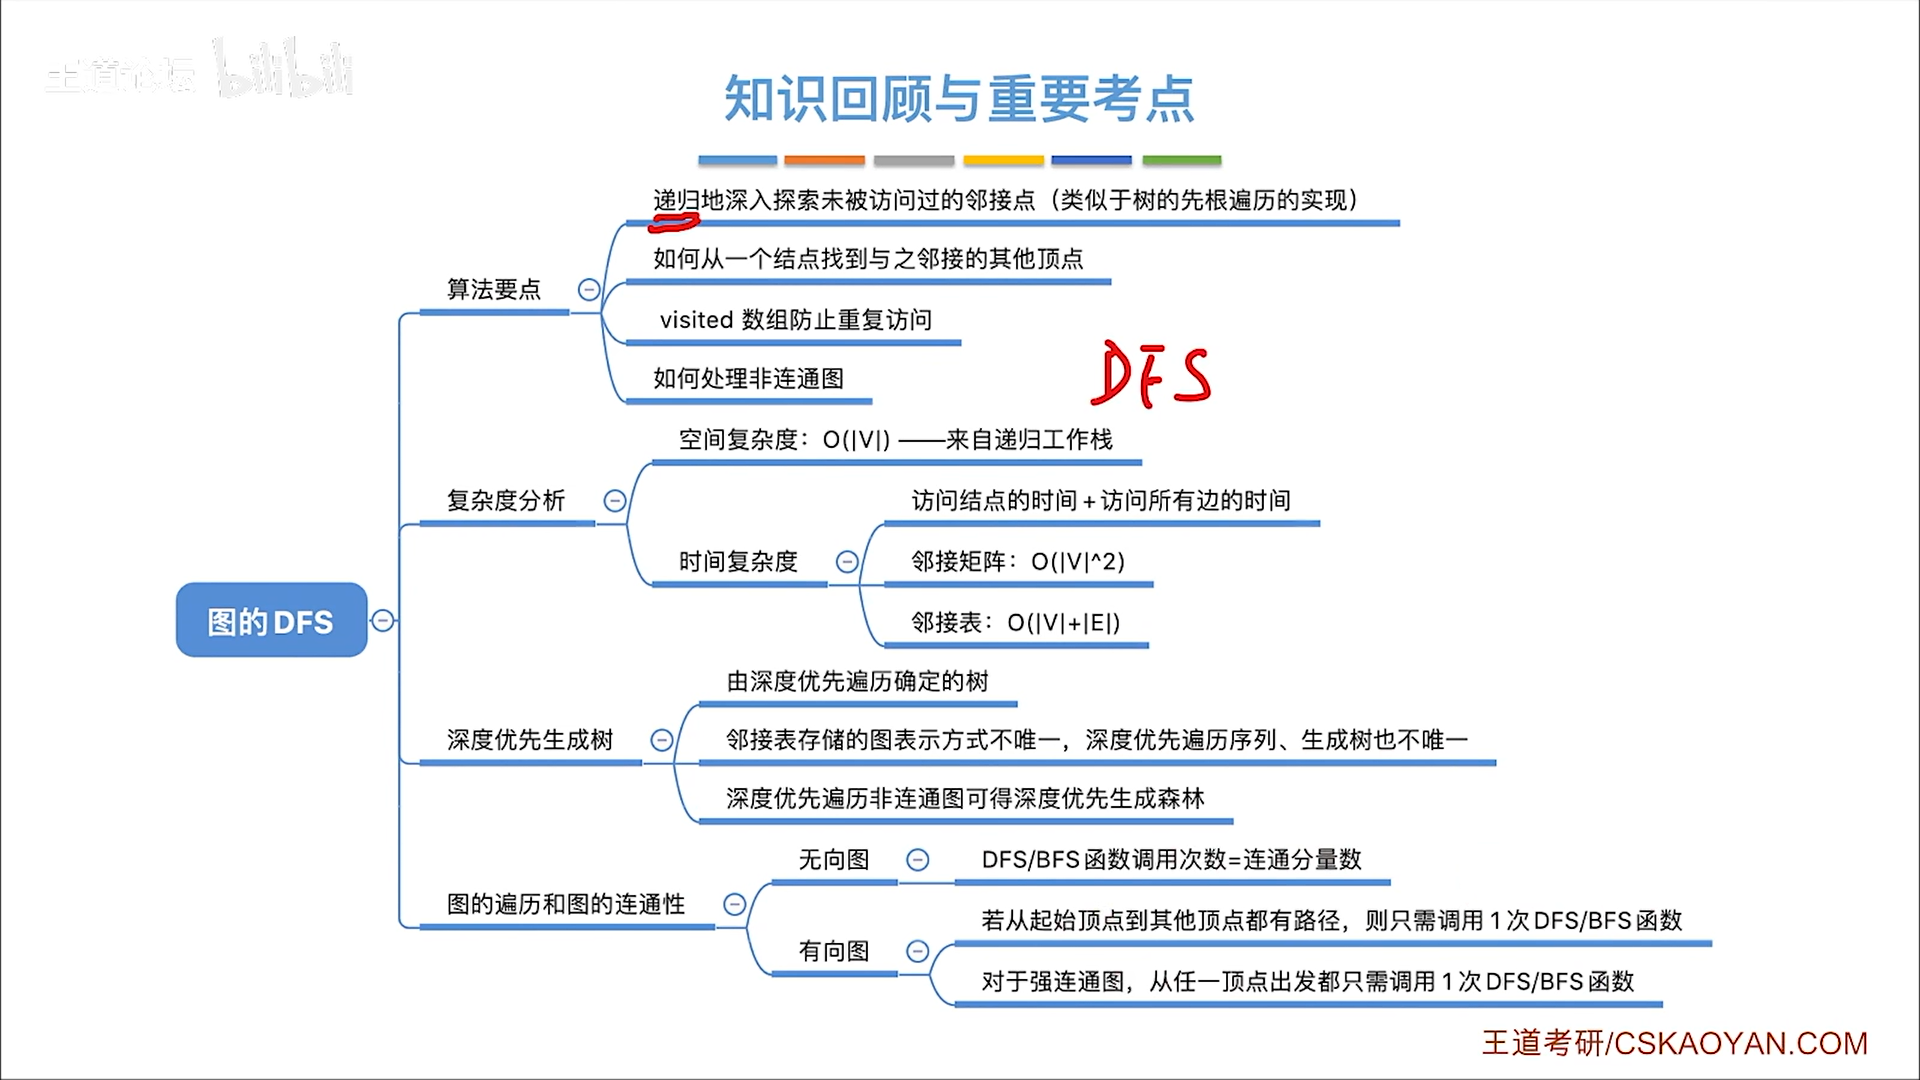 王道论坛 bilibili
知识回顾与重要考点
递归地深入探索未被访问过的邻接点（类似于树的先根遍历的实现）
如何从一个结点找到与之邻接的其他顶点
算法要点
visited 数组防止重复访问
如何处理非连通图
DFS
空间复杂度：O(|V|) ——来自递归工作栈
复杂度分析
访问结点的时间 + 访问所有边的时间
时间复杂度
邻接矩阵：O(|V|^2)
邻接表：O(|V|+|E|)
图的 DFS
由深度优先遍历确定的树
深度优先生成树
邻接表存储的图表示方式不唯一，深度优先遍历序列、生成树也不唯一
深度优先遍历非连通图可得深度优先生成森林
无向图
DFS/BFS 函数调用次数=连通分量数
图的遍历和图的连通性
若从起始顶点到其他顶点都有路径，则只需调用 1 次 DFS/BFS 函数
有向图
对于强连通图，从任一顶点出发都只需调用 1 次 DFS/BFS 函数
王道考研/CSKAOYAN.COM